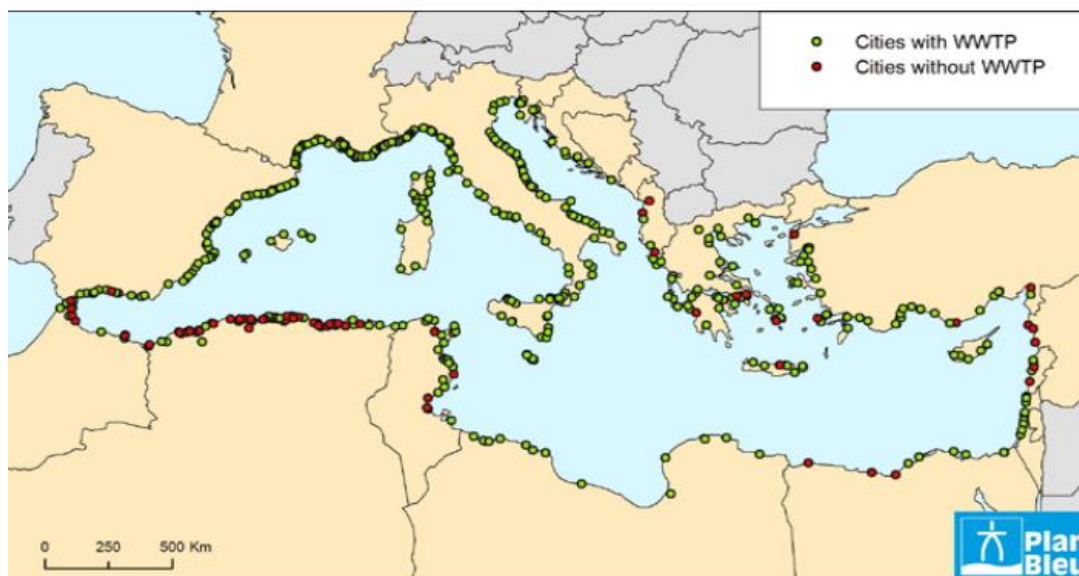 Cities with WWTP
Cities without WWTP
0 250 500 Km
Plan
Bleu